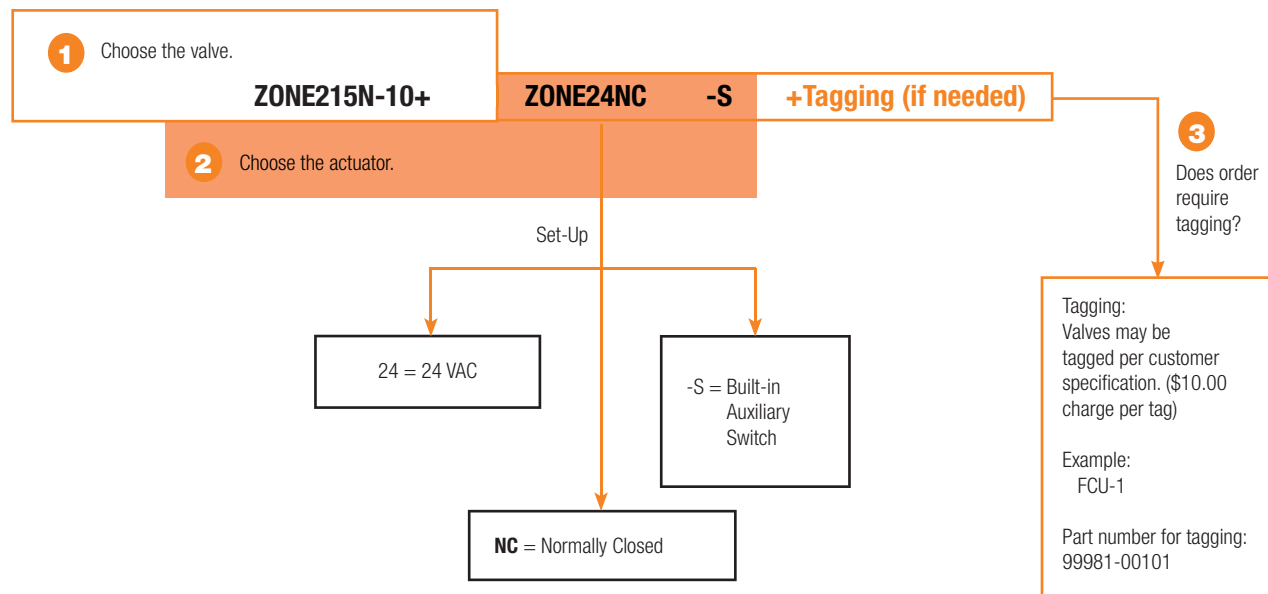 1 Choose the valve.
ZONE215N-10+ ZONE24NC -S +Tagging (if needed)
2 Choose the actuator.
3
Does order
require
tagging?
Set-Up
24 = 24 VAC
-S = Built-in
Auxiliary
Switch
NC = Normally Closed
Tagging:
Valves may be
tagged per customer
specification. ($10.00
charge per tag)
Example:
FCU-1
Part number for tagging:
99981-00101